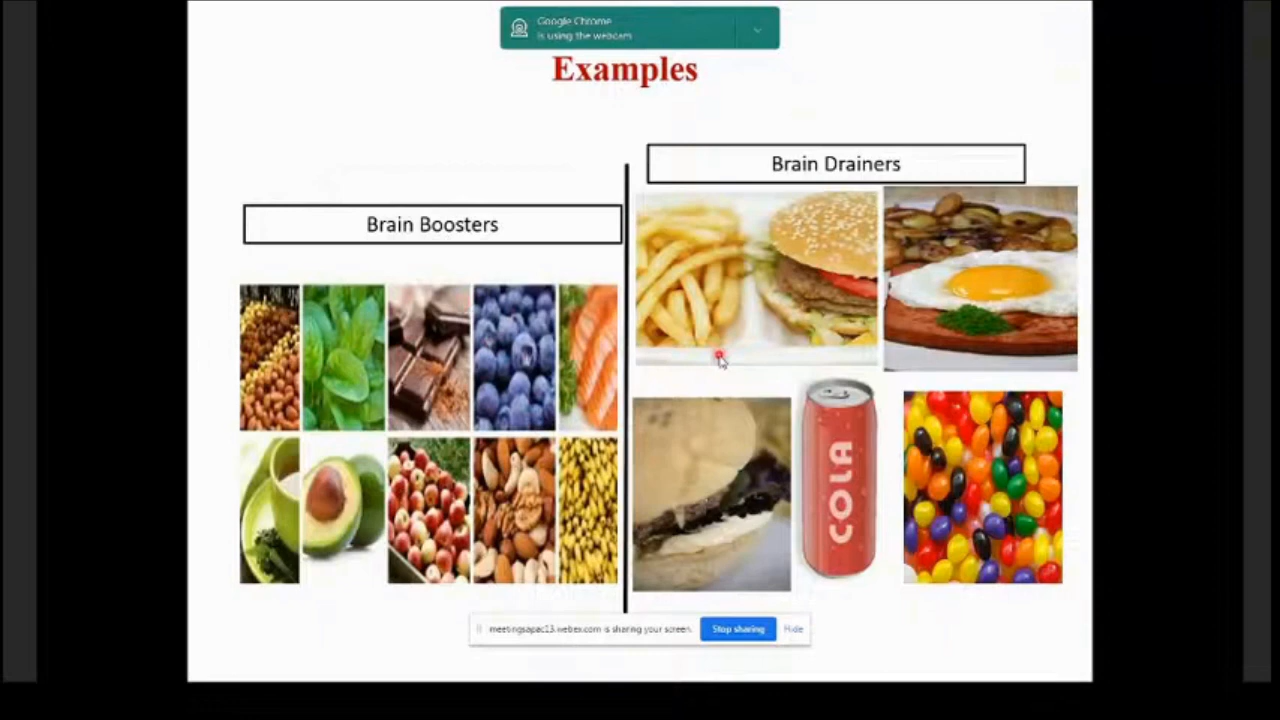 Google Chrome
is using the webcam
Examples
Brain Drainers
Brain Boosters
COLA
meetingsapac13.webex.com is sharing your screen.
Stop sharing
Hide